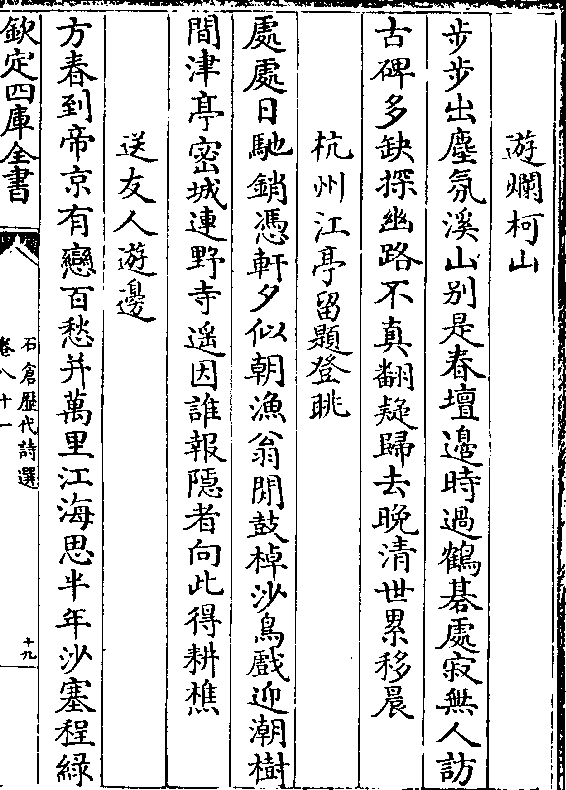 遊爛柯山
步步出塵氛溪山别是春壇邉時過鶴碁處寂無人訪
古碑多缺探幽路不真翻疑歸去晚清世累移晨
杭州江亭留題登眺
處處日馳銷憑軒夕似朝漁翁閒鼓棹沙鳥戲迎潮樹
間津亭密城連野寺遥因誰報隱者向此得耕樵
送友人遊邊
方春到帝京有戀百愁并萬里江海思半年沙塞程緑
欽定四庫全書
石倉歴代詩選
卷八十一
十九